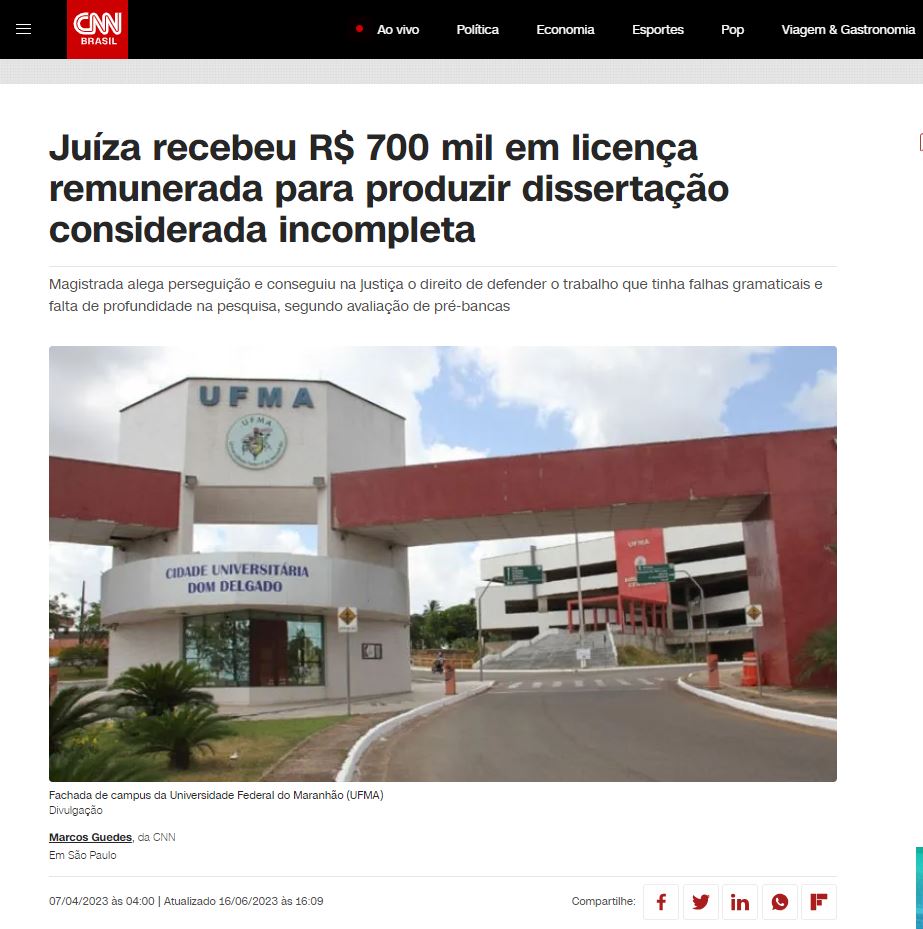 CNN
BRASIL
Ao vivo
Política
Economia
Esportes
Pop
Viagem & Gastronomia
Juíza recebeu R$ 700 mil em licença
remunerada para produzir dissertação
considerada incompleta
Magistrada alega perseguição e conseguiu na Justiça o direito de defender o trabalho que tinha falhas gramaticais e
falta de profundidade na pesquisa, segundo avaliação de pré-bancas
UFMA
UFMA
CIDADE UNIVERSITÁRIA
DOM DELGADO
UFMA
Fachada de campus da Universidade Federal do Maranhão (UFMA)
Divulgação
Marcos Guedes, da CNN
Em São Paulo
07/04/2023 às 04:00 | Atualizado 16/06/2023 às 16:09
Compartilhe: